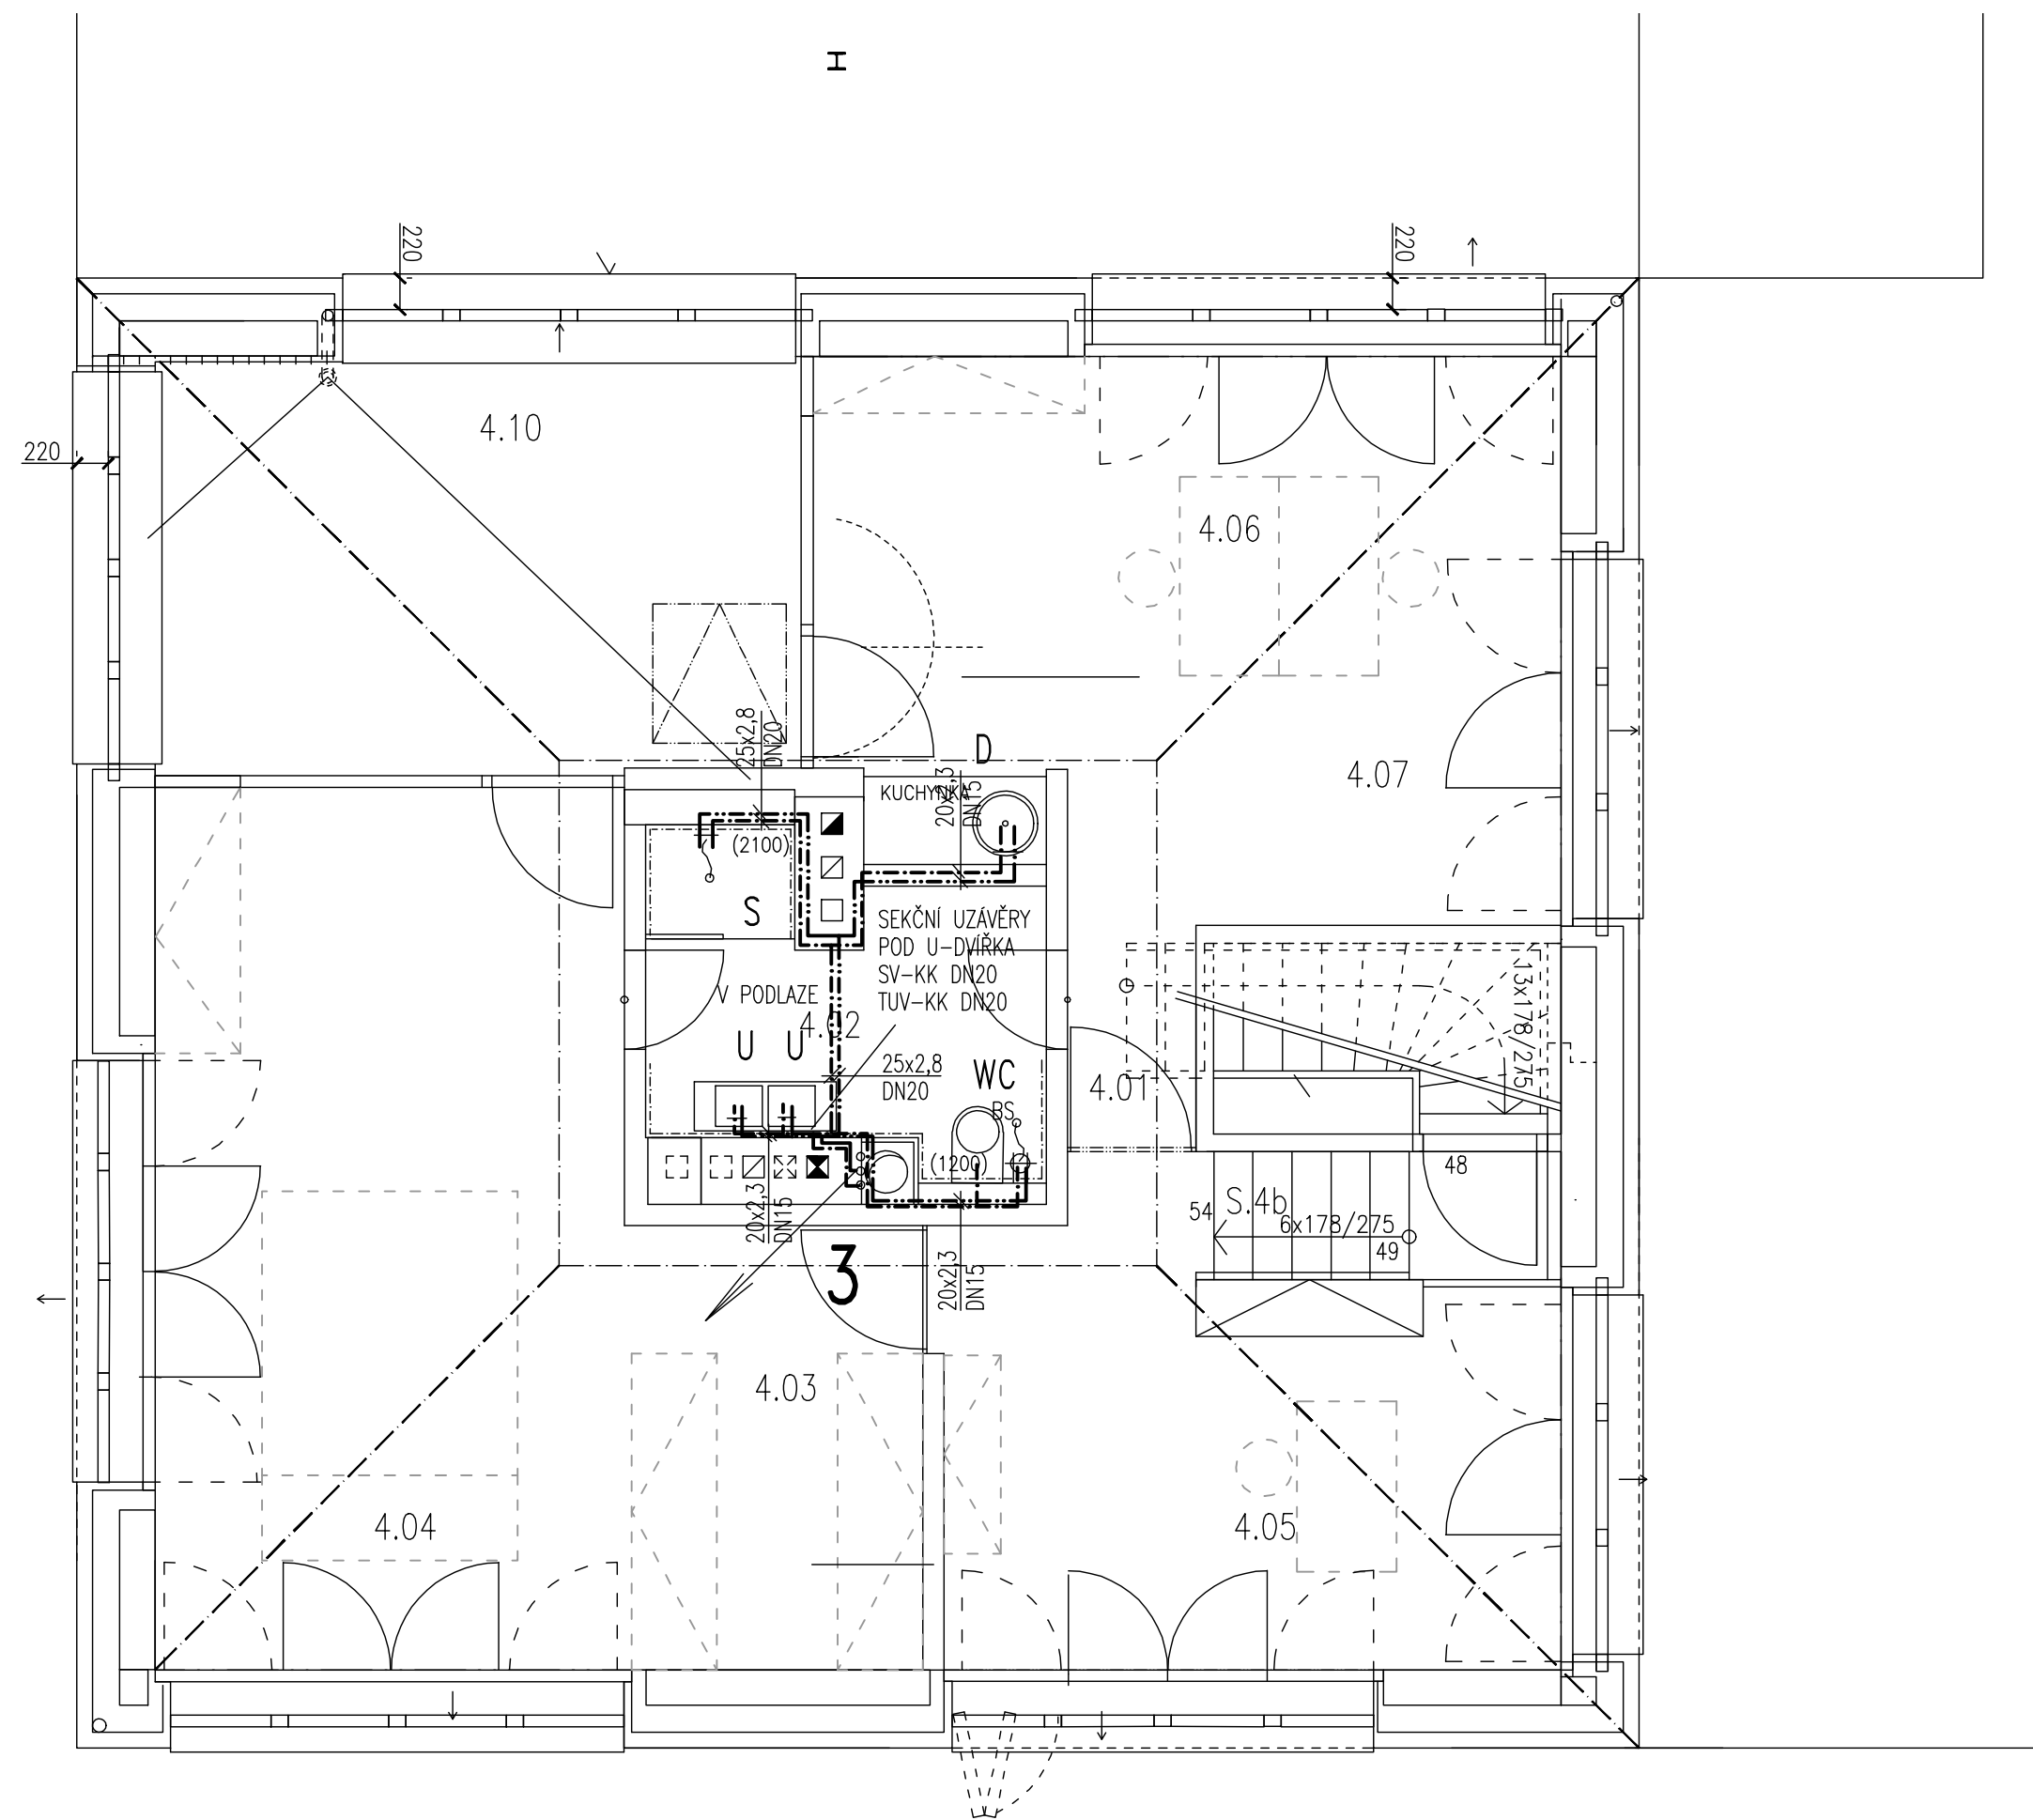 H
220
220
4.10
220
4.06
25x2,8
DN20
D
4.07
KUCHYŇKA
20x2,3
DN15
(2100)
S
SEKČNÍ UZÁVĚRY
POD U-DVÍŘKA
SV-KK DN20
TUV-KK DN20
V PODLAZE
4.02
13x178/275
U U
25x2,8
DN20
WC
4.01
BS
(1200)
48
20x2,3
DN15
S.4b
54
6x178/275
49
3
20x2,3
DN15
4.03
4.04
4.05